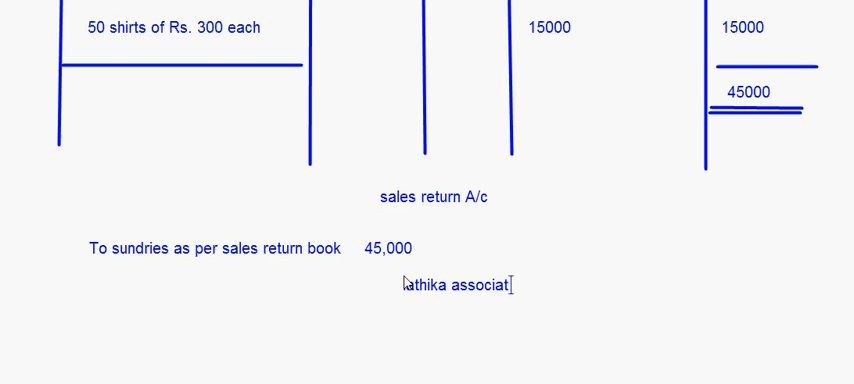 50 shirts of Rs. 300 each 15000 15000
45000
sales return A/c
To sundries as per sales return book 45,000
associat